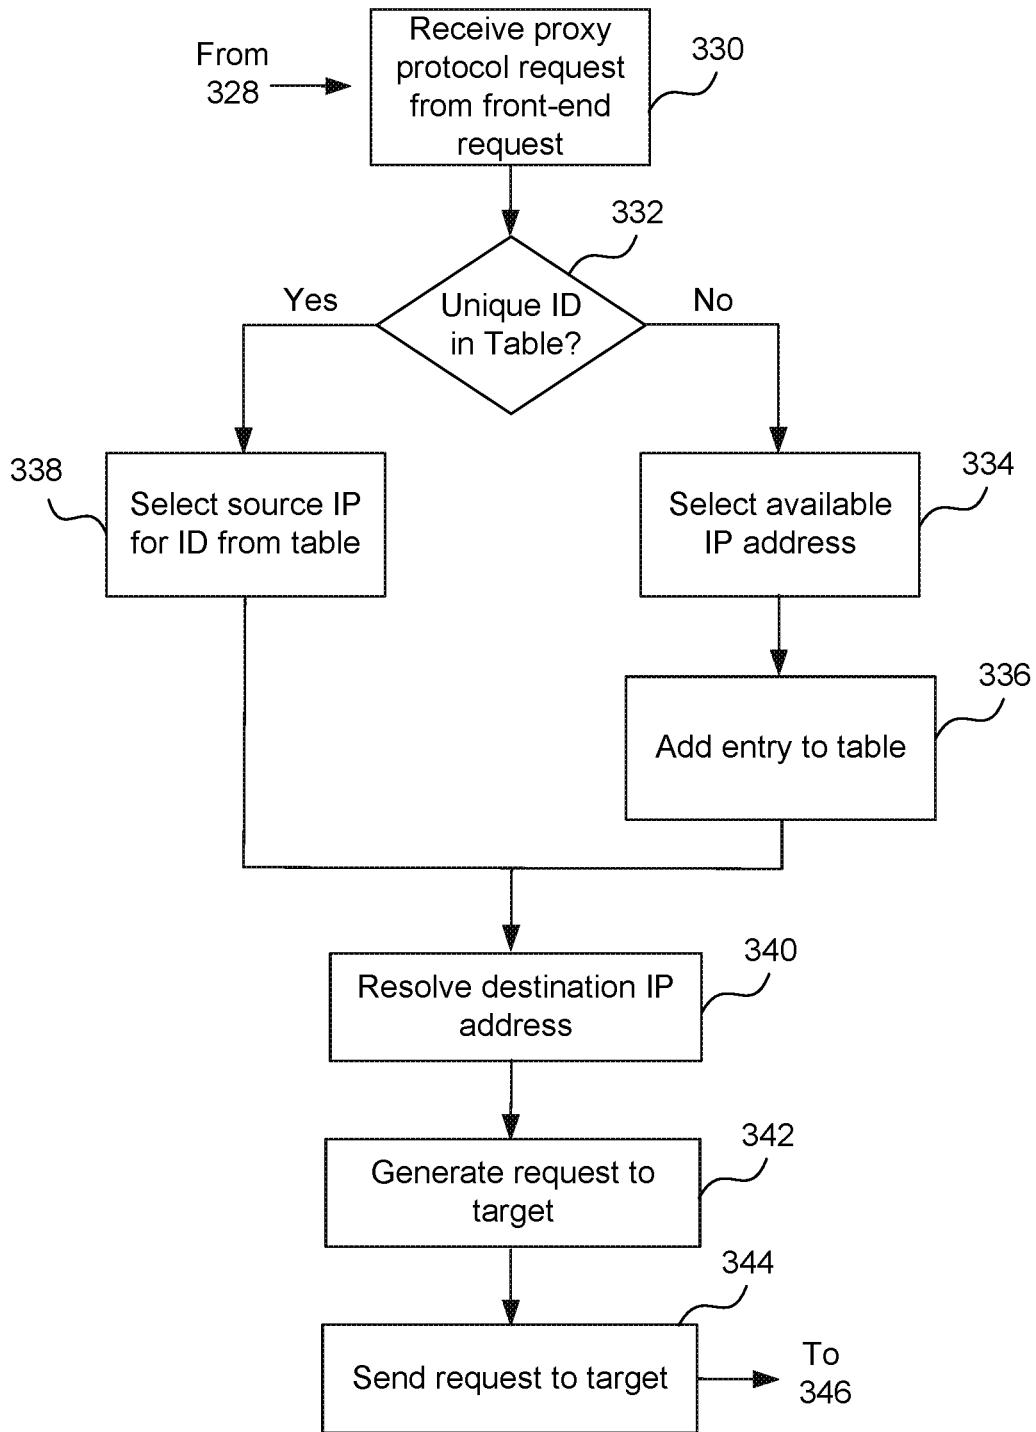 Receive proxy
protocol request
from front-end
request
From
328
330
332
Unique ID
in Table?
Yes
No
338
Select source IP
for ID from table
334
Select available
IP address
336
Add entry to table
340
Resolve destination IP
address
342
Generate request to
target
344
Send request to target
To
346